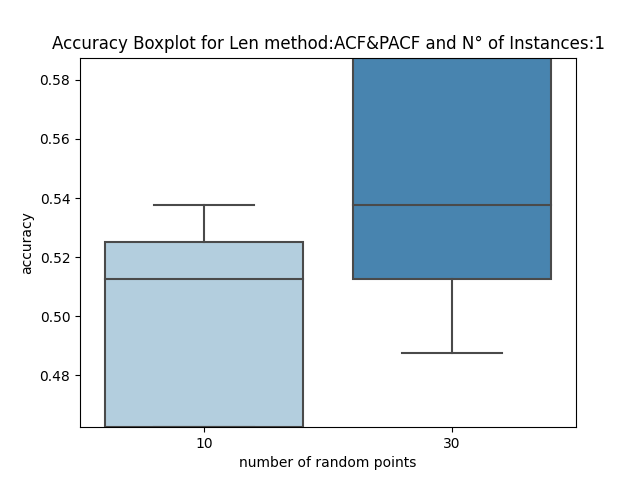 Accuracy Boxplot for Len method:ACF&PACF and N° of Instances:1
accuracy
0.58
0.56
0.54
0.52
0.50
0.48
10 30
number of random points